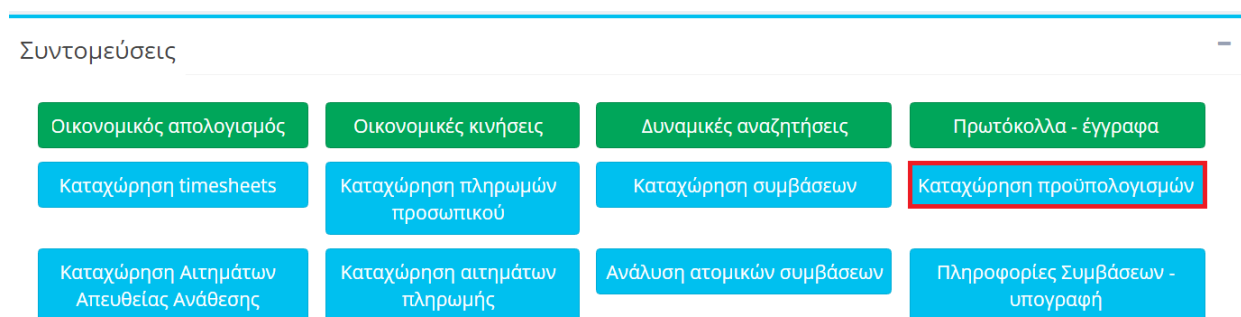 Συντομεύσεις
Οικονομικός απολογισμός
Οικονομικές κινήσεις
Δυναμικές αναζητήσεις
Πρωτόκολλα - έγγραφα
Καταχώρηση timesheets
Καταχώρηση πληρωμών
προσωπικού
Καταχώρηση συμβάσεων
Καταχώρηση προϋπολογισμών
Καταχώρηση Αιτημάτων
Απευθείας Ανάθεσης
Καταχώρηση αιτημάτων
πληρωμής
Ανάλυση ατομικών συμβάσεων
Πληροφορίες Συμβάσεων -
υπογραφή